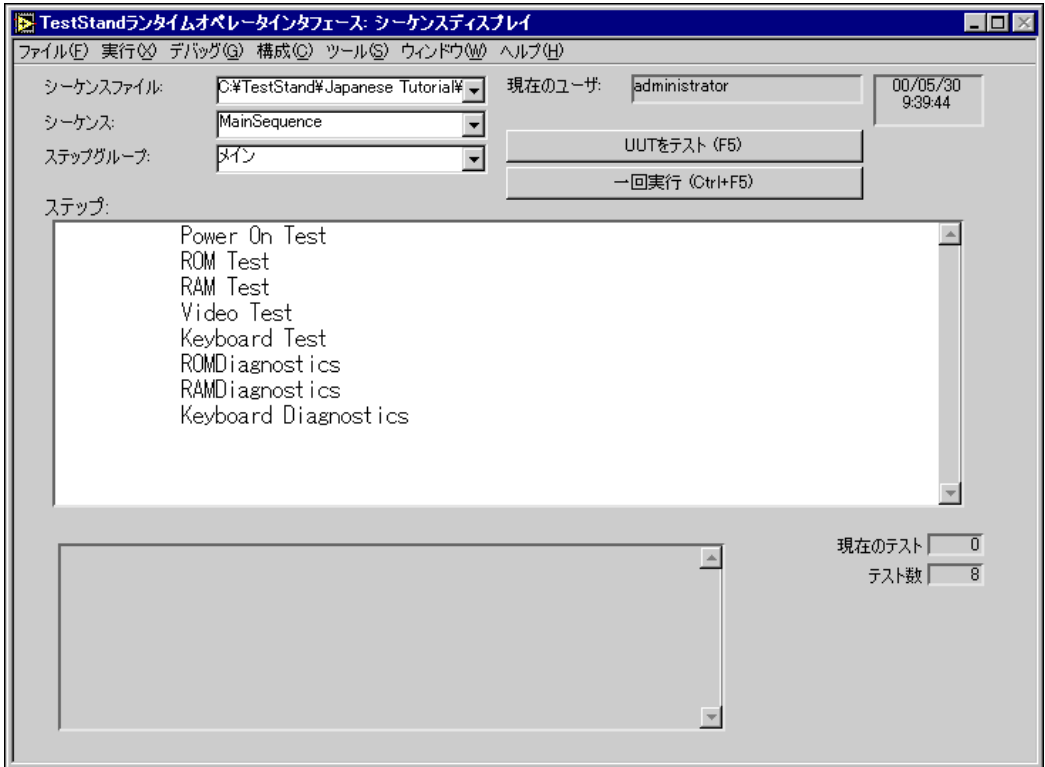 TestStandランタイムオペレータインタフェース: シーケンスディスプレイ
ファイル(F) 実行(X) デバッグ(G) 構成(C) ツール(S) ウィンドウ(W) ヘルプ(H)
シーケンスファイル: C:¥TestStand¥Japanese Tutorial¥
現在のユーザ: administrator
00/05/30
9:39:44
シーケンス: MainSequence
UUTをテスト (F5)
ステップグループ: メイン
一回実行 (Ctrl+F5)
ステップ:
Power On Test
ROM Test
RAM Test
Video Test
Keyboard Test
ROMDiagnostics
RAMDiagnostics
Keyboard Diagnostics
現在のテスト 0
テスト数 8